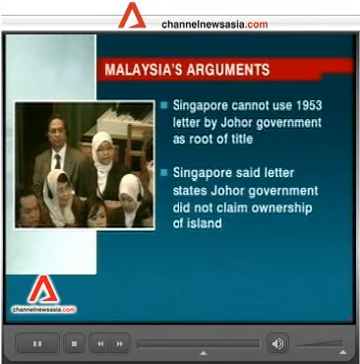 channelnewsasia.com
MALAYSIA'S ARGUMENTS
Singapore cannot use 1953
letter by Johor government
as root of title
Singapore said letter
states Johor government
did not claim ownership
of island
channelnewsasia.com